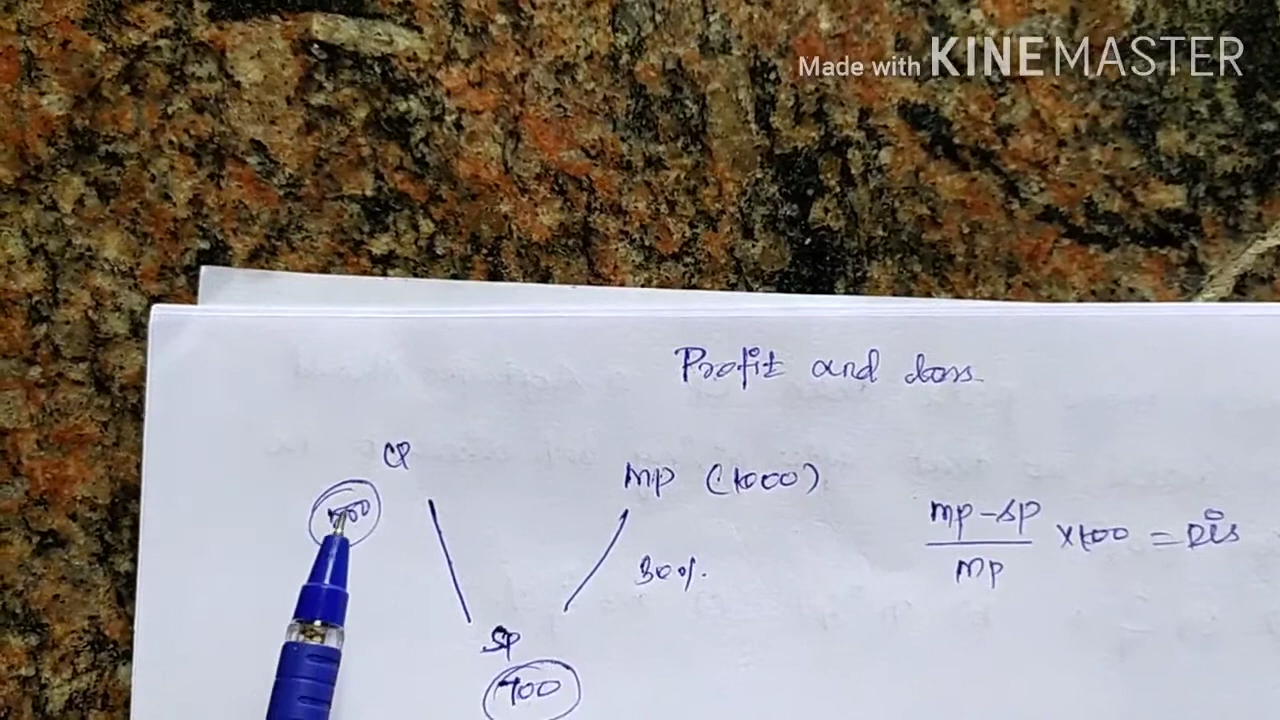 Made with KINEMASTER
Profit and loss
CP
MP (1000)
MP - SP
MP
x100 = Dis
30%.
SP
700